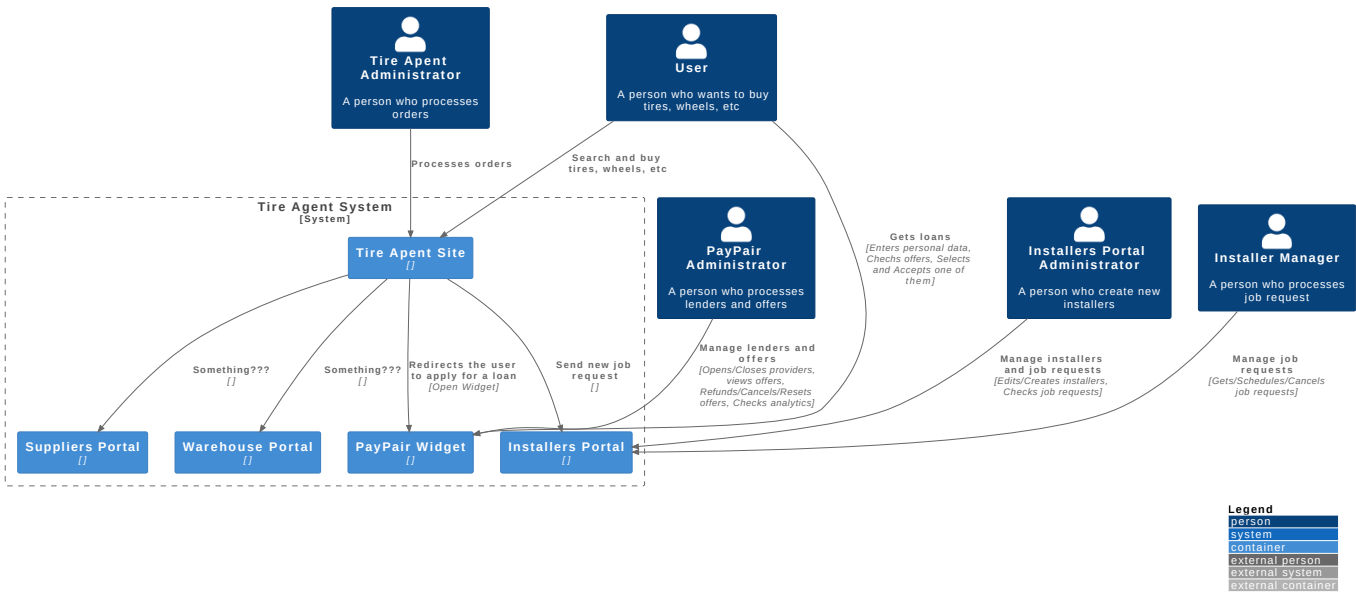 Tire Agent
Administrator
A person who processes
orders
User
A person who wants to buy
tires, wheels, etc
Processes orders
Search and buy
tires, wheels, etc
Tire Agent System
[System]
Tire Agent Site
[]
PayPair
Administrator
A person who processes
lenders and offers
Gets loans
[Enters personal data,
Chechs offers, Selects
and Accepts one of
them]
Installers Portal
Administrator
A person who create new
installers
Installer Manager
A person who processes
job request
Something???
[]
Something???
[]
Redirects the user
to apply for a loan
[Open Widget]
Send new job
request
[]
Manage lenders and
offers
[Opens/Closes providers,
views offers,
Refunds/Cancels/Resets
offers, Checks analytics]
Manage installers
and job requests
[Edits/Creates installers,
Checks job requests]
Manage job
requests
[Gets/Schedules/Cancels
job requests]
Suppliers Portal
[]
Warehouse Portal
[]
PayPair Widget
[]
Installers Portal
[]
Legend
person
system
container
external person
external system
external container